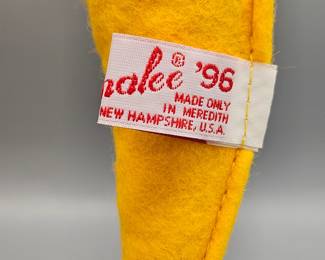 nalee® '96
MADE ONLY
IN MEREDITH
NEW HAMPSHIRE, U.S.A.